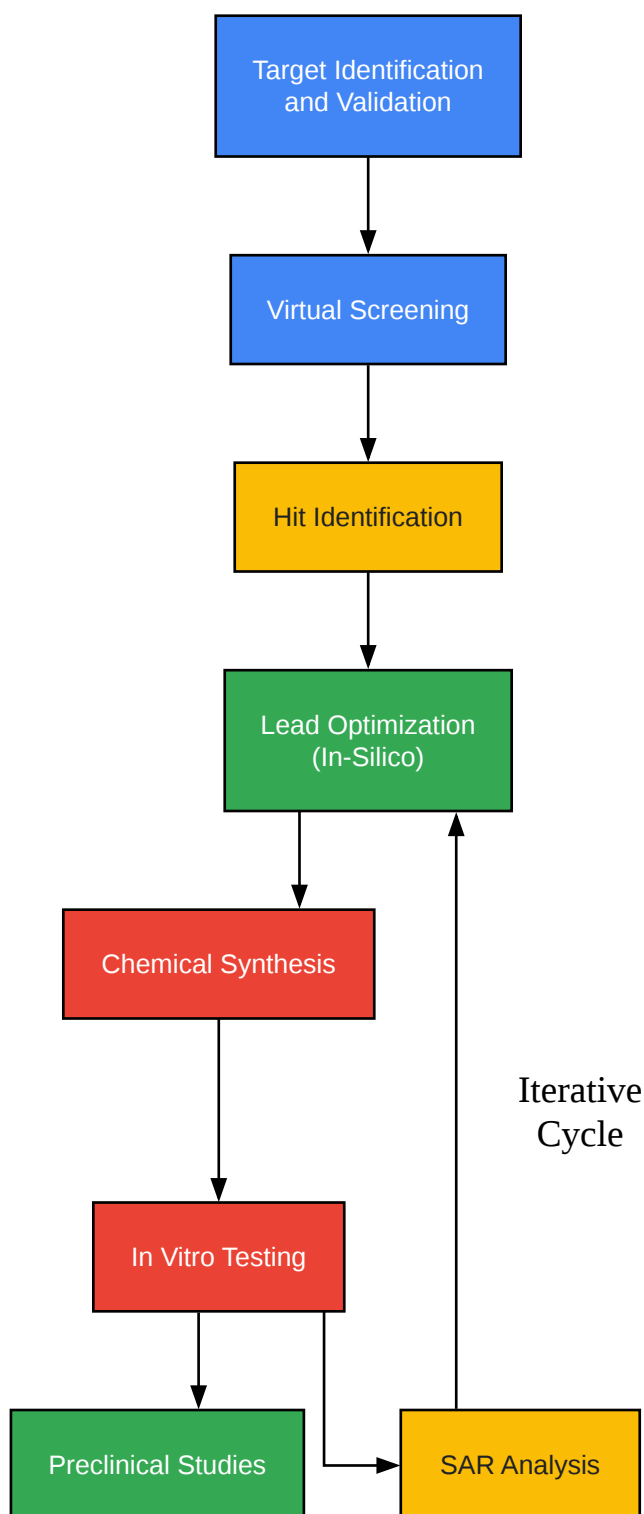 Target Identification
and Validation
Virtual Screening
Hit Identification
Lead Optimization
(In-Silico)
Chemical Synthesis
Iterative
Cycle
In Vitro Testing
Preclinical Studies
SAR Analysis